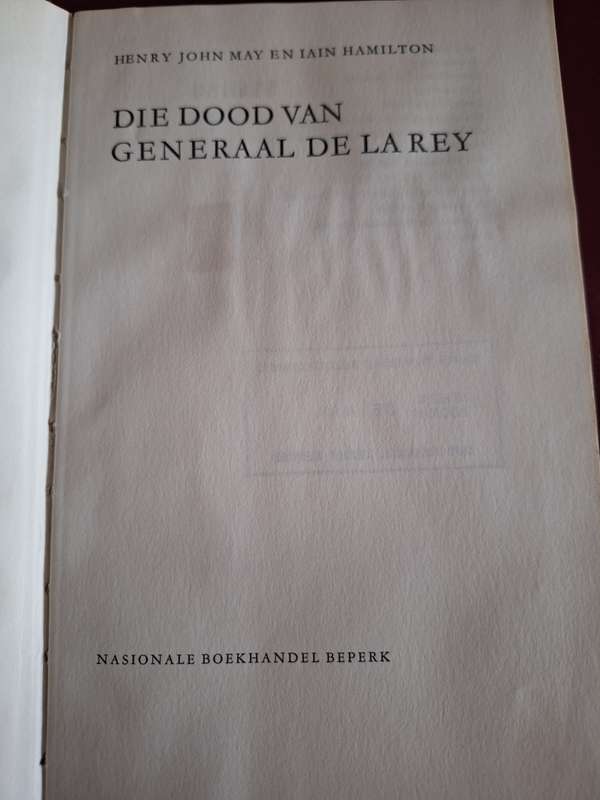 HENRY JOHN MAY EN IAIN HAMILTON
DIE DOOD VAN
GENERAAL DE LA REY
NASIONALE BOEKHANDEL BEPERK